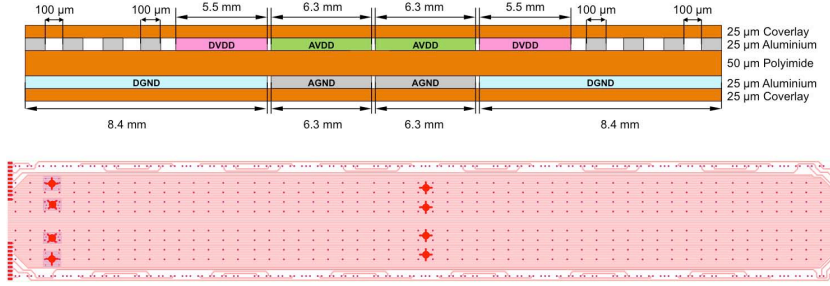 5.5 mm 6.3 mm 6.3 mm 5.5 mm
100 µm 100 µm 100 µm 100 µm
25 µm Coverlay
DVDD AVDD AVDD DVDD 25 µm Aluminium
50 µm Polyimide
DGND AGND AGND DGND 25 µm Aluminium
25 µm Coverlay
8.4 mm 6.3 mm 6.3 mm 8.4 mm